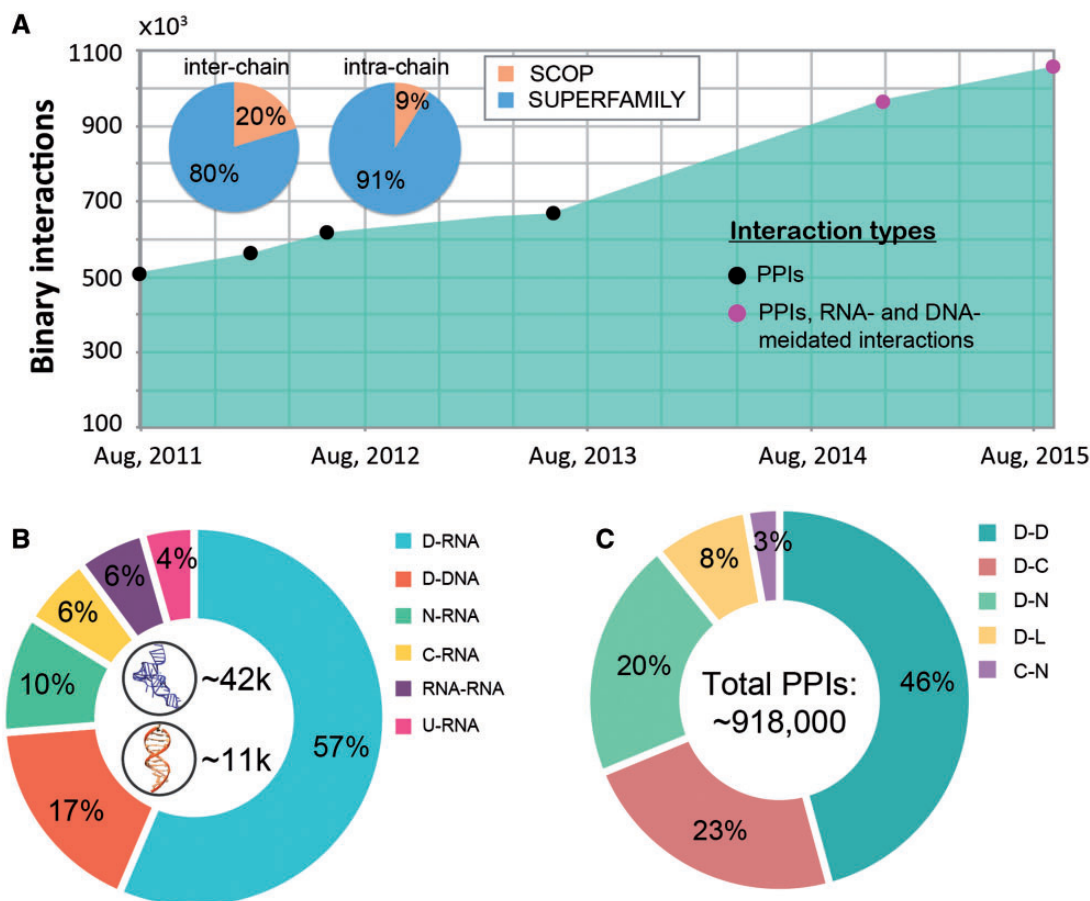 A
x10³
1100
900
700
500
300
100
Binary interactions
inter-chain
intra-chain
20%
80%
9%
91%
SCOP
SUPERFAMILY
Interaction types
PPIs
PPIs, RNA- and DNA-
meidated interactions
Aug, 2011
Aug, 2012
Aug, 2013
Aug, 2014
Aug, 2015
B
4%
6%
6%
10%
17%
57%
~42k
~11k
D-RNA
D-DNA
N-RNA
C-RNA
RNA-RNA
U-RNA
C
3%
8%
20%
23%
46%
Total PPIs:
~918,000
D-D
D-C
D-N
D-L
C-N